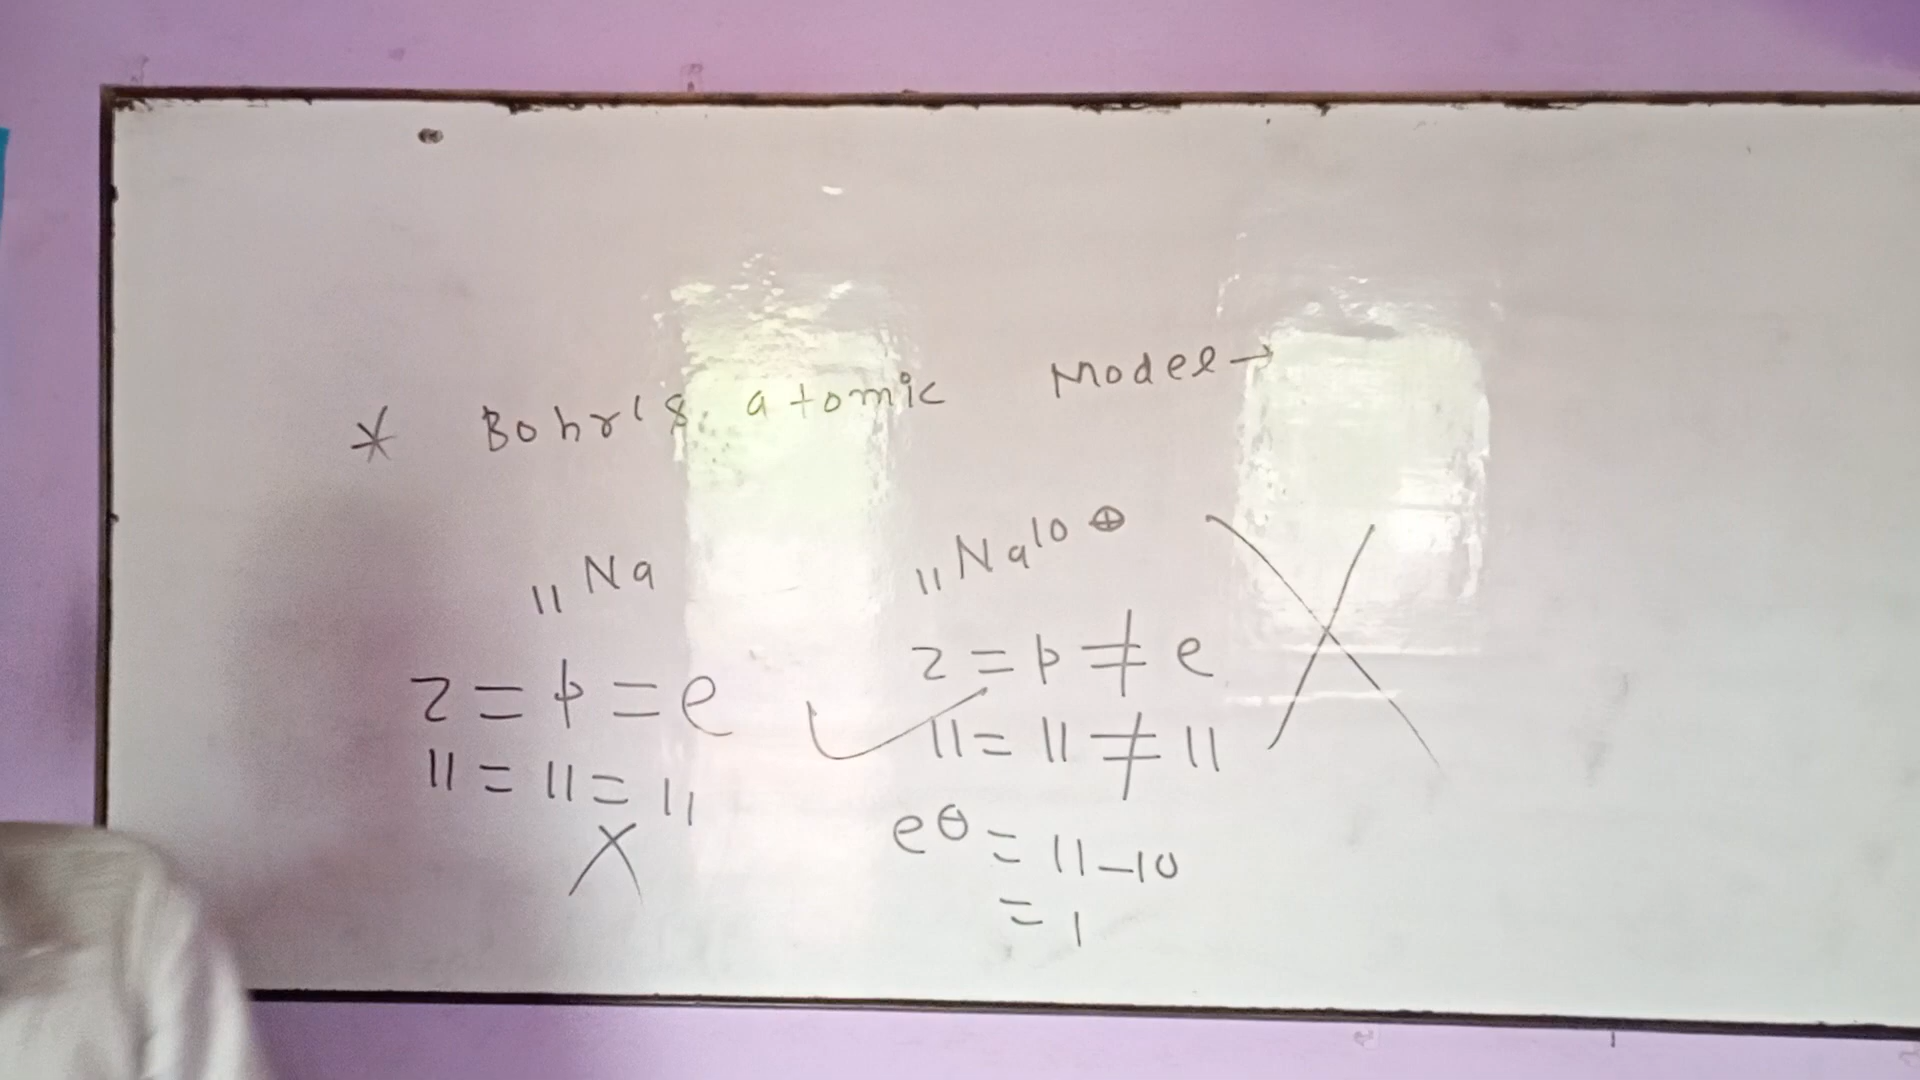 * Bohr's atomic Model →
₁₁Na
z = p = e
11 = 11 = 11
₁₁Na¹⁰ ⊕
z = p ≠ e
11 = 11 ≠ 11
e⊖ = 11 - 10
= 1